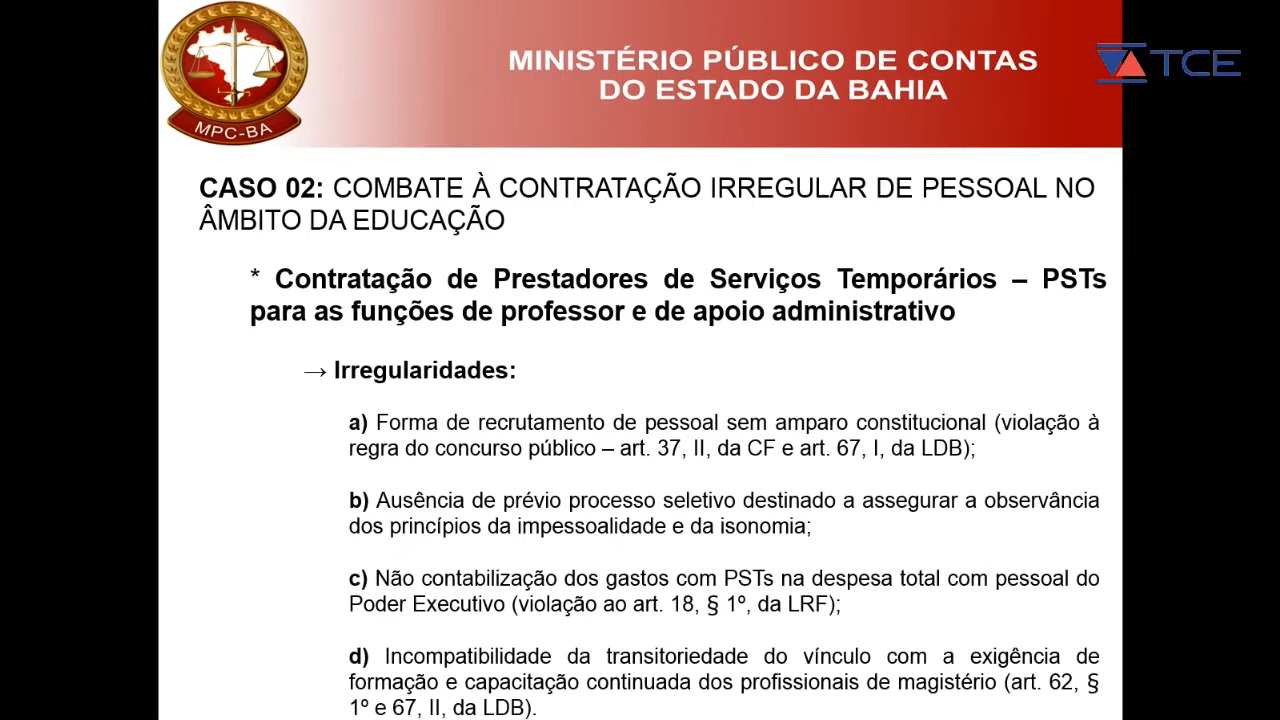 MPC-BA
MINISTÉRIO PÚBLICO DE CONTAS
DO ESTADO DA BAHIA
TCE
CASO 02: COMBATE À CONTRATAÇÃO IRREGULAR DE PESSOAL NO
ÂMBITO DA EDUCAÇÃO
* Contratação de Prestadores de Serviços Temporários – PSTs
para as funções de professor e de apoio administrativo
→ Irregularidades:
a) Forma de recrutamento de pessoal sem amparo constitucional (violação à
regra do concurso público – art. 37, II, da CF e art. 67, I, da LDB);
b) Ausência de prévio processo seletivo destinado a assegurar a observância
dos princípios da impessoalidade e da isonomia;
c) Não contabilização dos gastos com PSTs na despesa total com pessoal do
Poder Executivo (violação ao art. 18, § 1º, da LRF);
d) Incompatibilidade da transitoriedade do vínculo com a exigência de
formação e capacitação continuada dos profissionais de magistério (art. 62, §
1º e 67, II, da LDB).